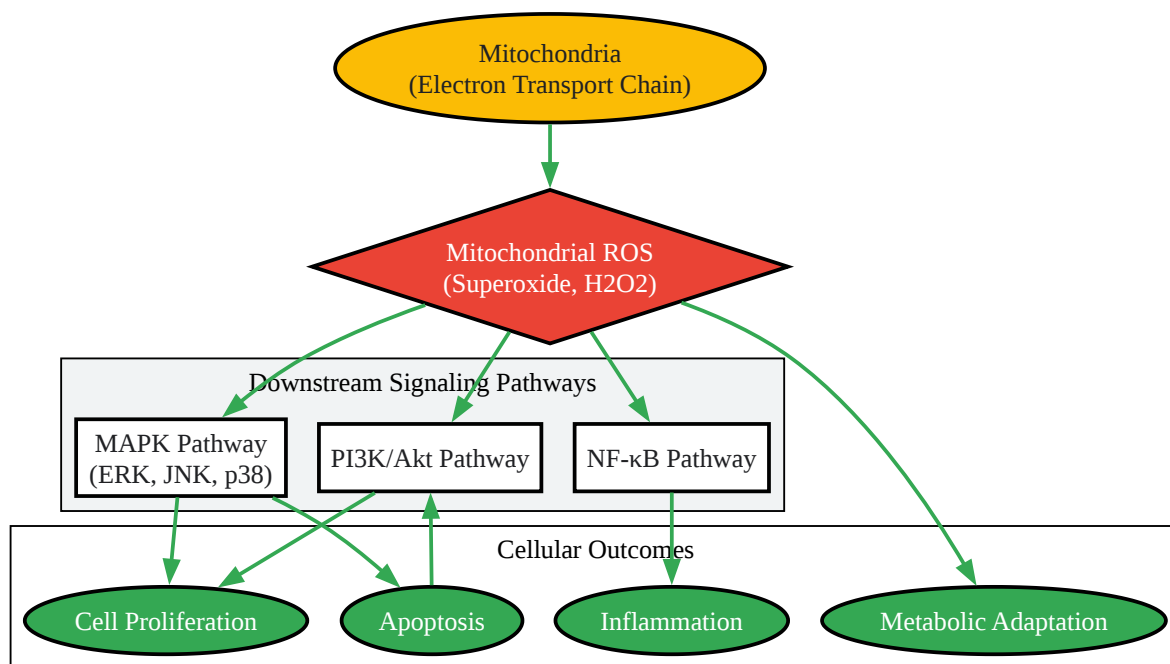 Mitochondria
(Electron Transport Chain)
Mitochondrial ROS
(Superoxide, H2O2)
Downstream Signaling Pathways
MAPK Pathway
(ERK, JNK, p38)
PI3K/Akt Pathway
NF-κB Pathway
Cellular Outcomes
Cell Proliferation
Apoptosis
Inflammation
Metabolic Adaptation